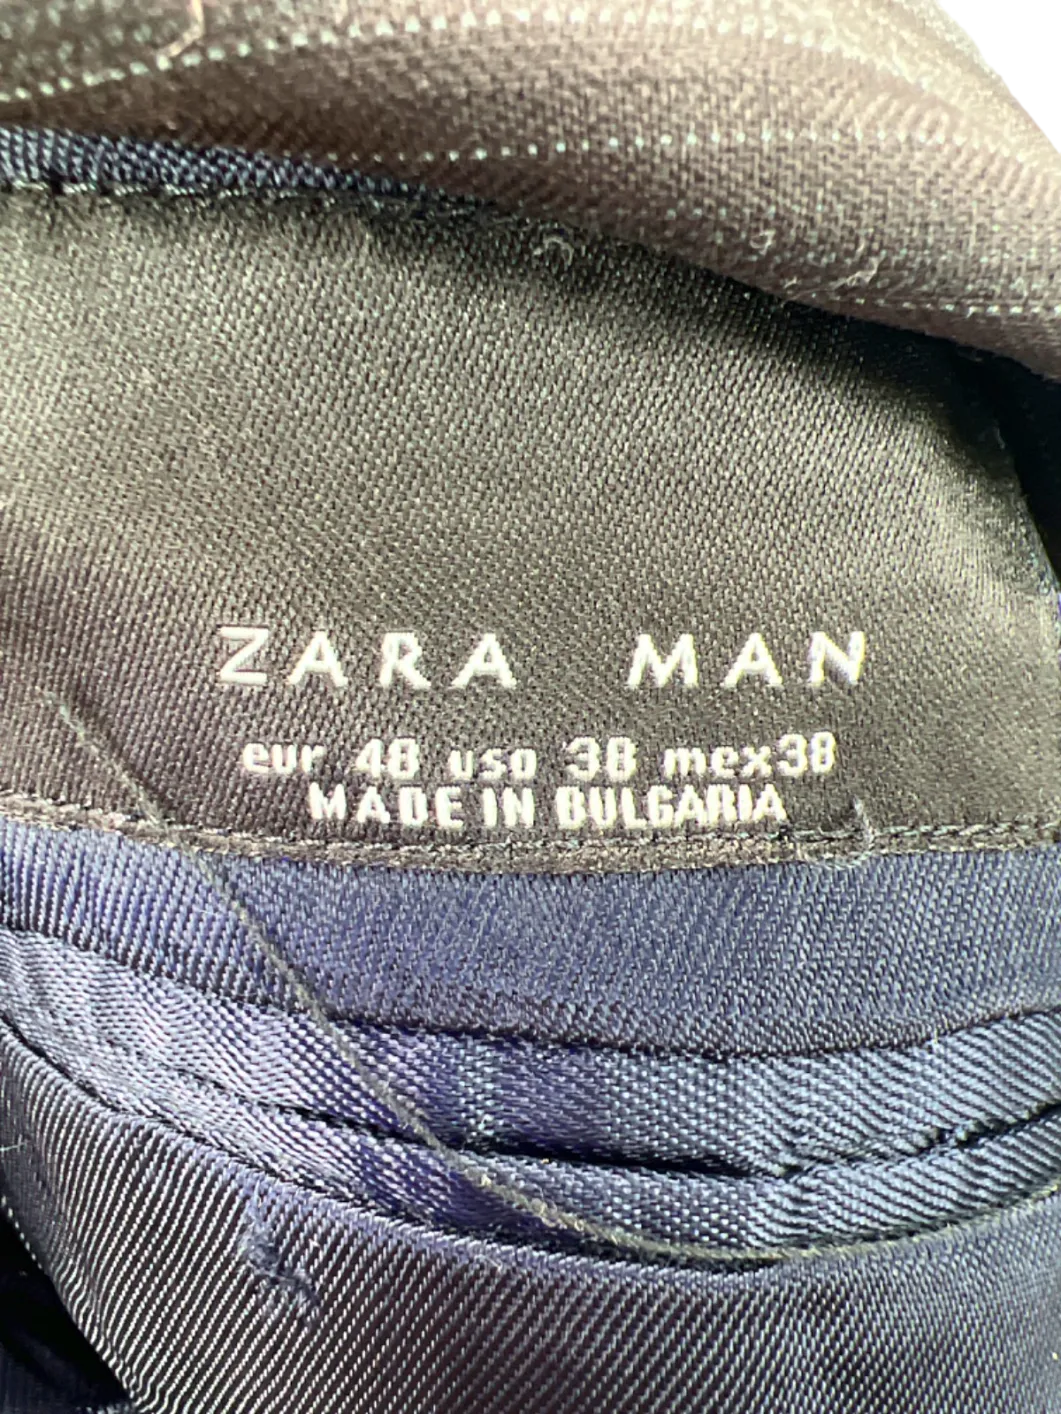 ZARA MAN
eur 48 usa 38 mex38
MADE IN BULGARIA